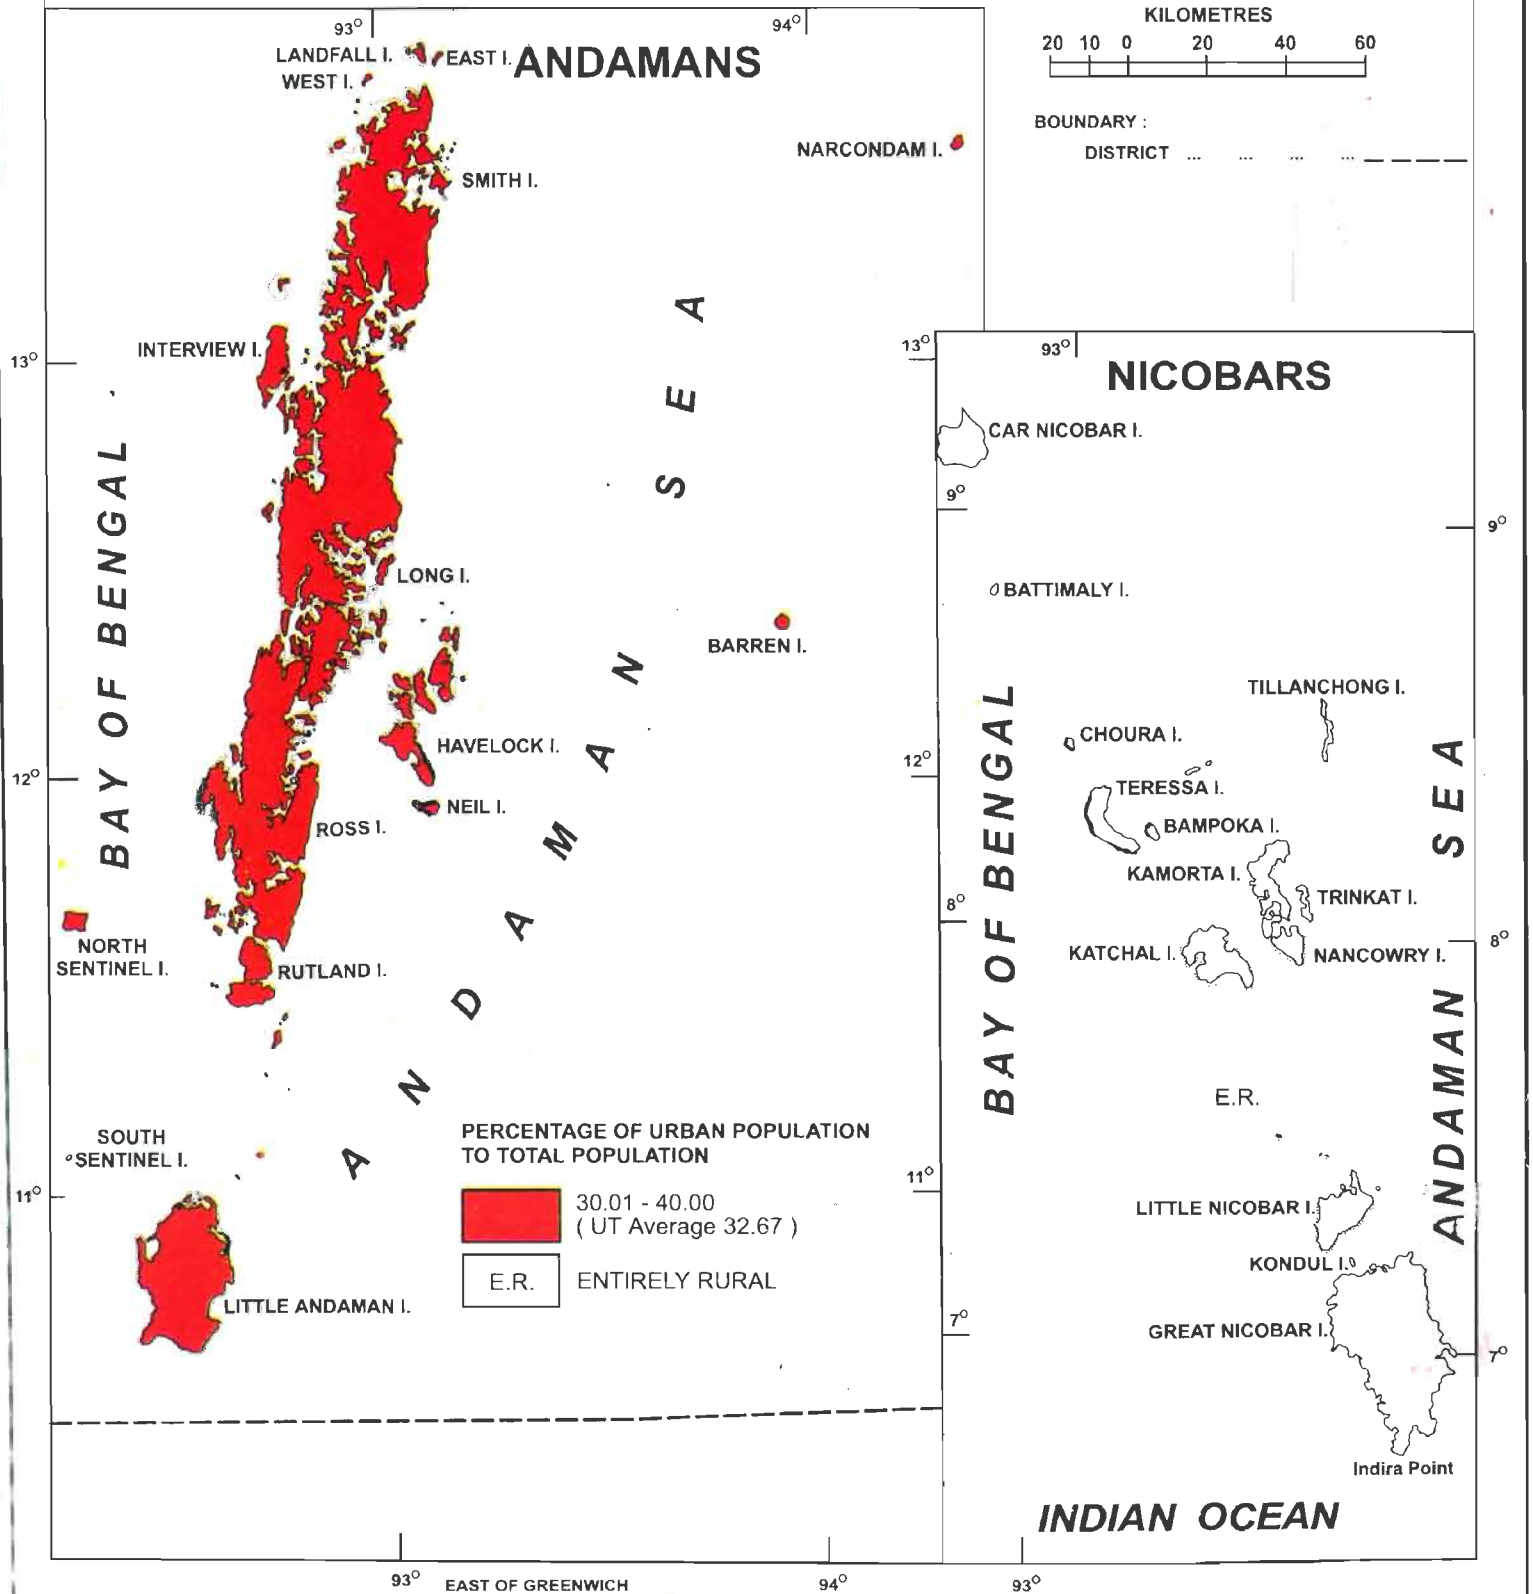 93°
94°
LANDFALL I.
EAST I.
WEST I.
ANDAMANS
NARCONDAM I.
SMITH I.
INTERVIEW I.
13°
BAY OF BENGAL
LONG I.
BARREN I.
HAVELOCK I.
12°
NEIL I.
ROSS I.
NORTH
SENTINEL I.
RUTLAND I.
ANDAMAN SEA
SOUTH
SENTINEL I.
11°
LITTLE ANDAMAN I.
PERCENTAGE OF URBAN POPULATION
TO TOTAL POPULATION
30.01 - 40.00
( UT Average 32.67 )
E.R. ENTIRELY RURAL
93°
EAST OF GREENWICH
94°
KILOMETRES
20 10 0 20 40 60
BOUNDARY :
DISTRICT
13°
93°
NICOBARS
CAR NICOBAR I.
9°
9°
BATTIMALY I.
TILLANCHONG I.
CHOURA I.
12°
TERESSA I.
BAMPOKA I.
KAMORTA I.
TRINKAT I.
8°
KATCHAL I.
NANCOWRY I.
8°
BAY OF BENGAL
ANDAMAN SEA
E.R.
11°
LITTLE NICOBAR I.
KONDUL I.
GREAT NICOBAR I.
7°
7°
Indira Point
INDIAN OCEAN
93°